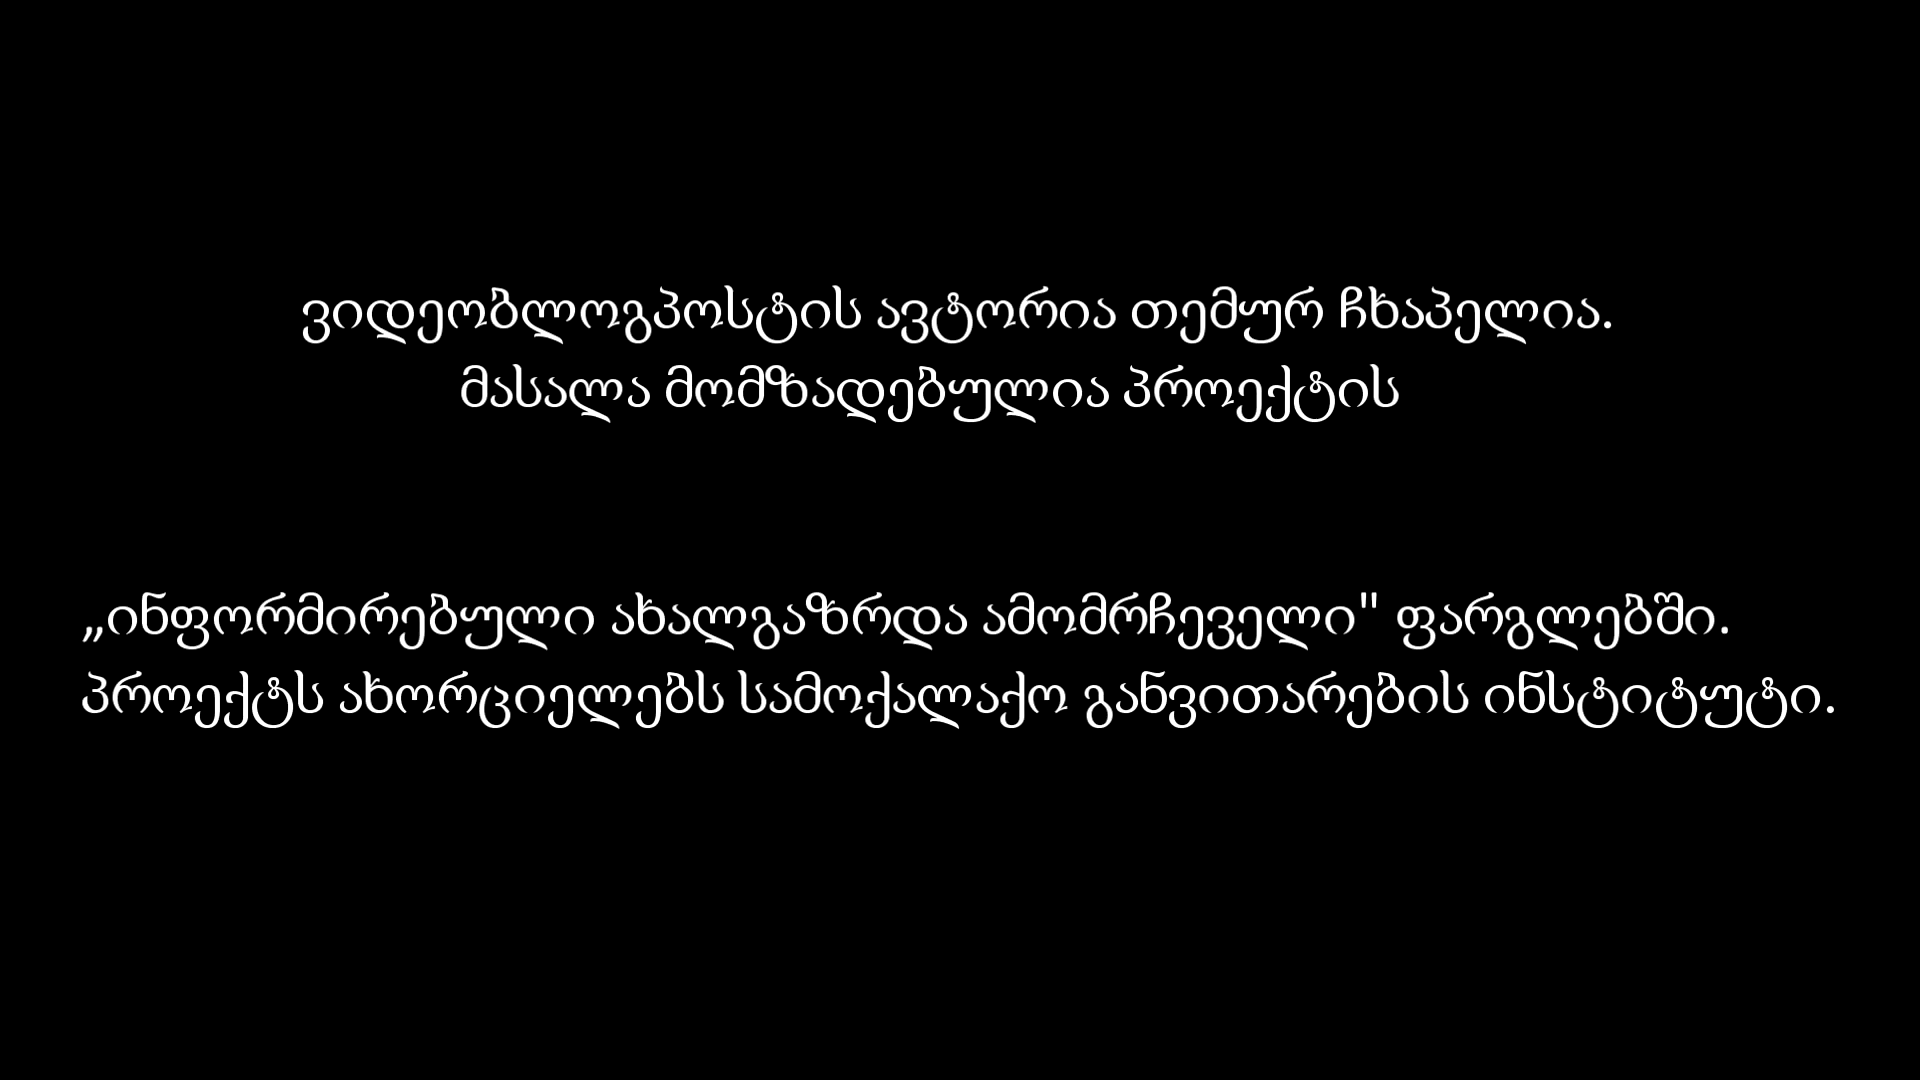 ვიდეობლოგპოსტის ავტორია თემურ ჩხაპელია.
მასალა მომზადებულია პროექტის
„ინფორმირებული ახალგაზრდა ამომრჩეველი" ფარგლებში.
პროექტს ახორციელებს სამოქალაქო განვითარების ინსტიტუტი.